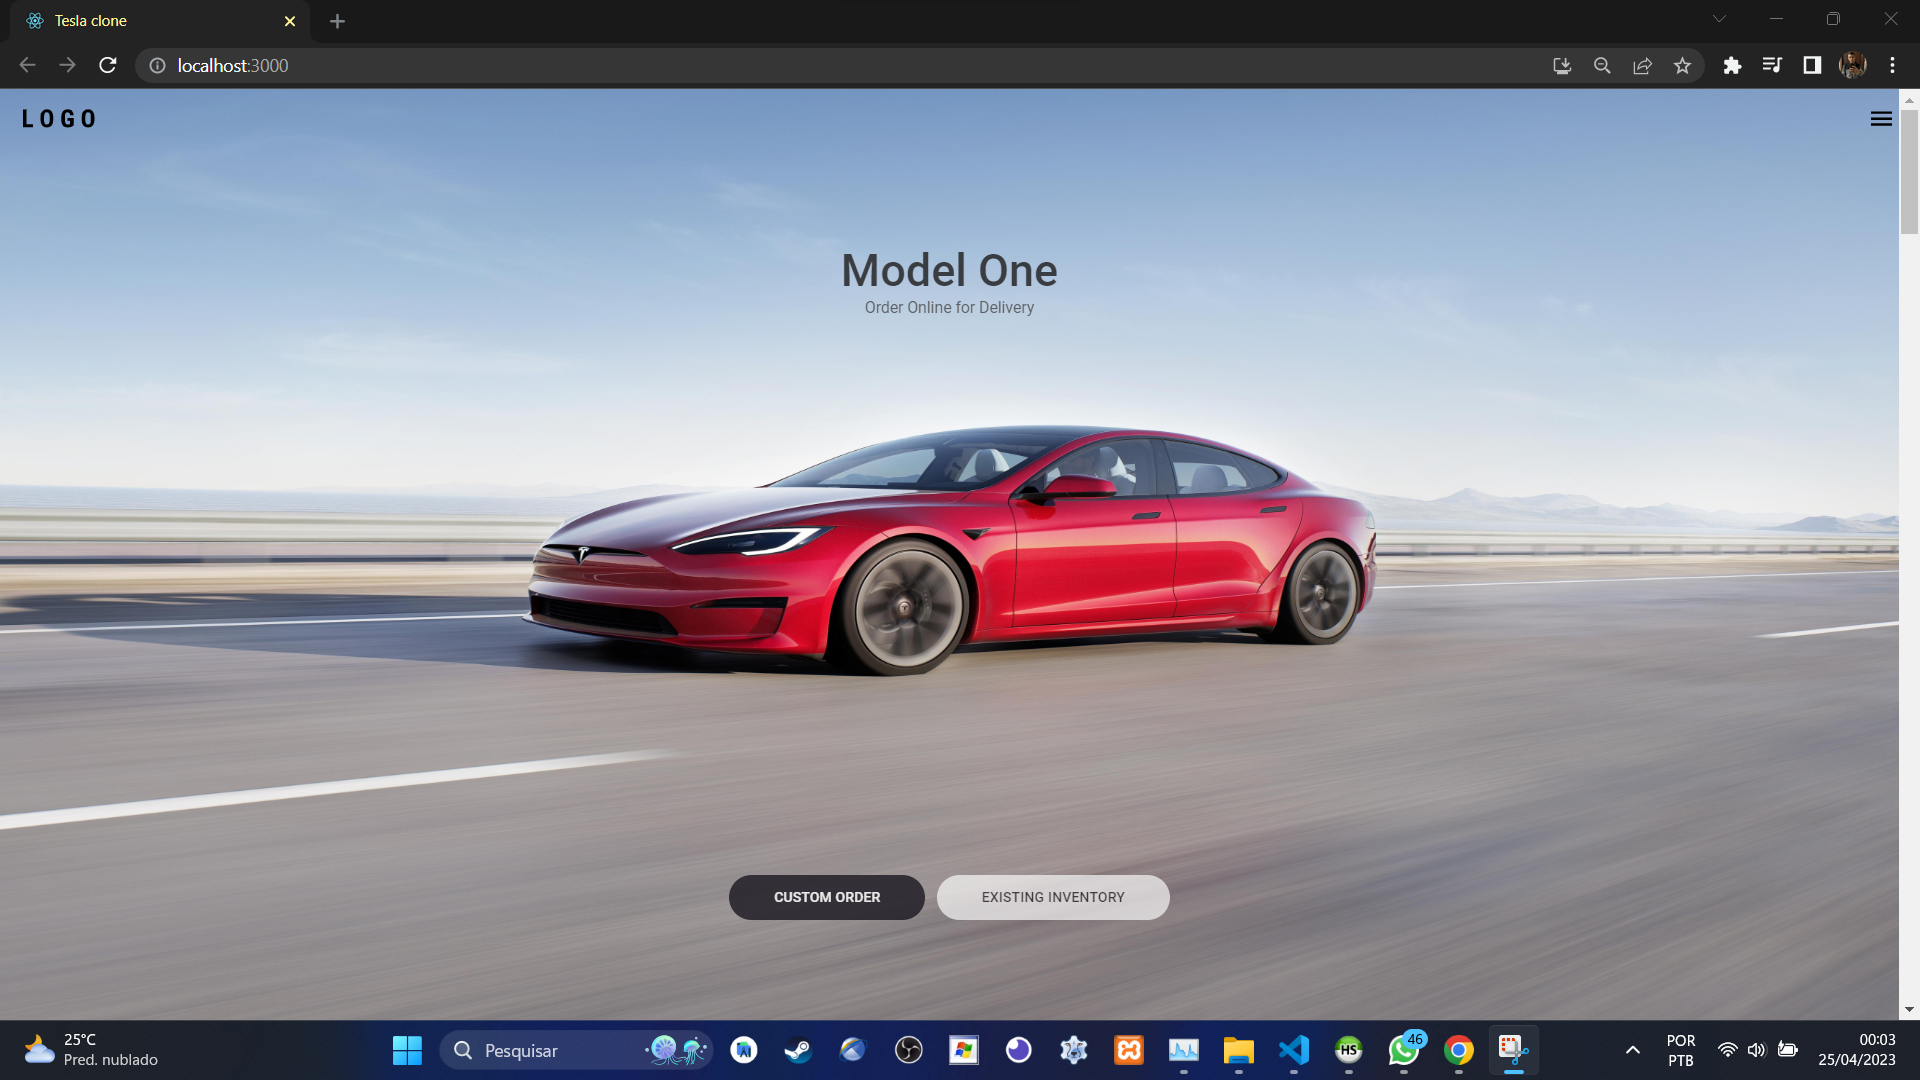 Tesla clone
localhost:3000
LOGO
Model One
Order Online for Delivery
CUSTOM ORDER
EXISTING INVENTORY
25°C
Pred. nublado
Pesquisar
HS
46
POR
PTB
00:03
25/04/2023